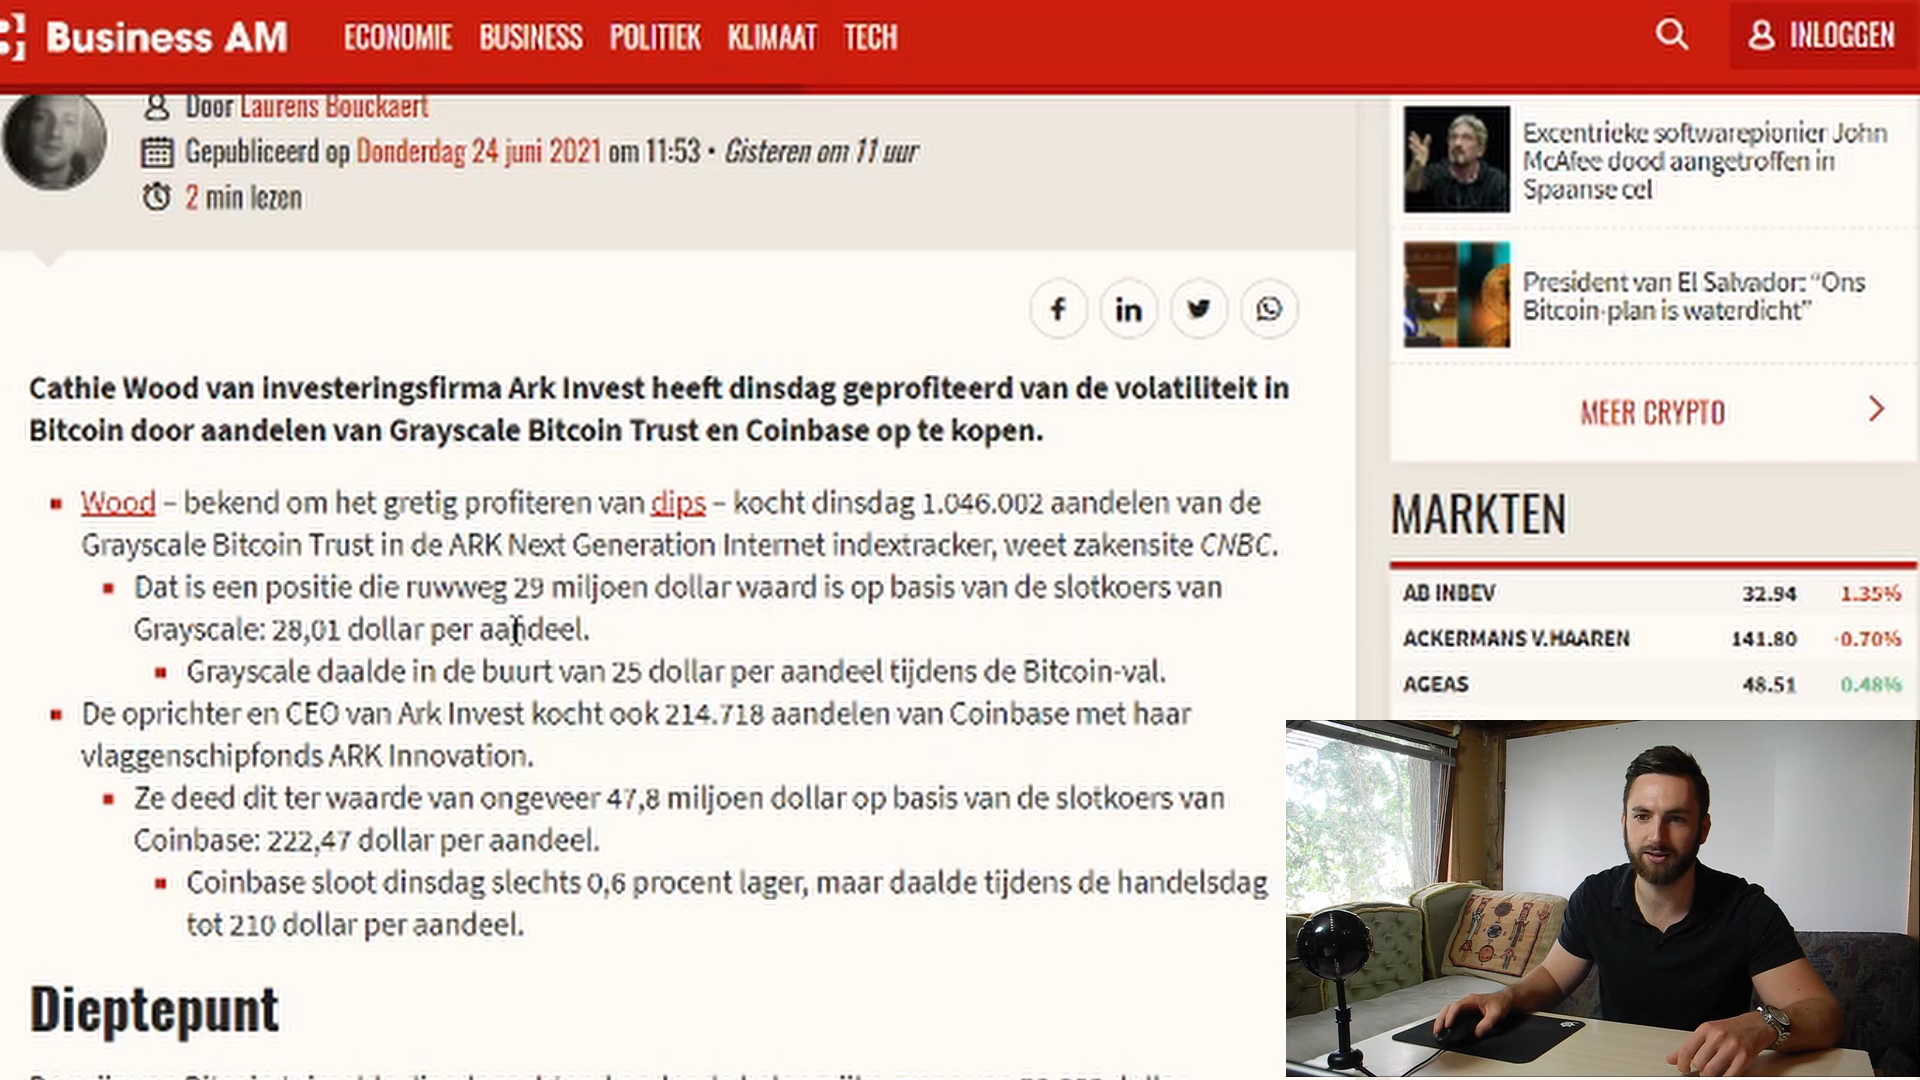 Business AM
ECONOMIE BUSINESS POLITIEK KLIMAAT TECH
INLOGGEN
Door Laurens Bouckaert
Gepubliceerd op Donderdag 24 juni 2021 om 11:53 • Gisteren om 11 uur
2 min lezen
Cathie Wood van investeringsfirma Ark Invest heeft dinsdag geprofiteerd van de volatiliteit in
Bitcoin door aandelen van Grayscale Bitcoin Trust en Coinbase op te kopen.
Wood – bekend om het gretig profiteren van dips – kocht dinsdag 1.046.002 aandelen van de
Grayscale Bitcoin Trust in de ARK Next Generation Internet indextracker, weet zakensite CNBC.
Dat is een positie die ruwweg 29 miljoen dollar waard is op basis van de slotkoers van
Grayscale: 28,01 dollar per aandeel.
Grayscale daalde in de buurt van 25 dollar per aandeel tijdens de Bitcoin-val.
De oprichter en CEO van Ark Invest kocht ook 214.718 aandelen van Coinbase met haar
vlaggenschipfonds ARK Innovation.
Ze deed dit ter waarde van ongeveer 47,8 miljoen dollar op basis van de slotkoers van
Coinbase: 222,47 dollar per aandeel.
Coinbase sloot dinsdag slechts 0,6 procent lager, maar daalde tijdens de handelsdag
tot 210 dollar per aandeel.
Dieptepunt
Excentrieke softwarepionier John
McAfee dood aangetroffen in
Spaanse cel
President van El Salvador: “Ons
Bitcoin-plan is waterdicht”
MEER CRYPTO
MARKTEN
AB INBEV 32.94 1.35%
ACKERMANS V.HAAREN 141.80 -0.70%
AGEAS 48.51 0.48%